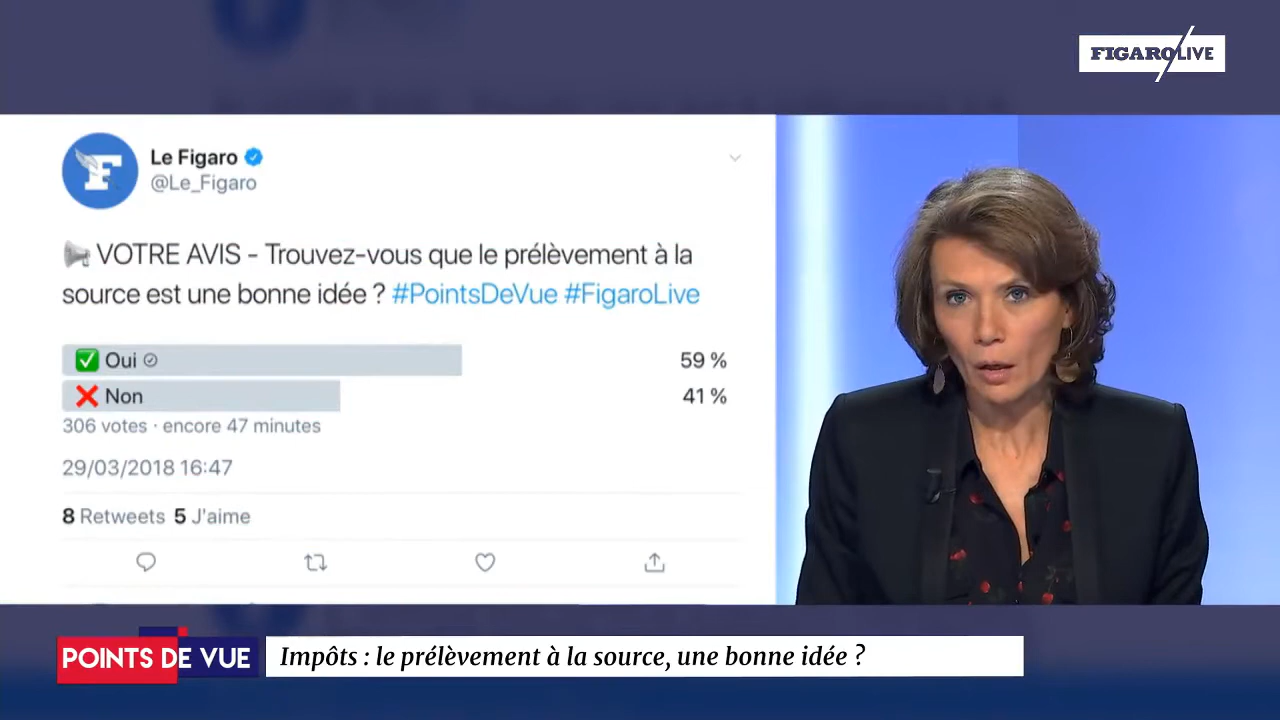 FIGAROLIVE
Le Figaro
@Le_Figaro
VOTRE AVIS - Trouvez-vous que le prélèvement à la
source est une bonne idée ? #PointsDeVue #FigaroLive
Oui 59 %
Non 41 %
306 votes · encore 47 minutes
29/03/2018 16:47
8 Retweets 5 J'aime
POINTS DE VUE
Impôts : le prélèvement à la source, une bonne idée ?